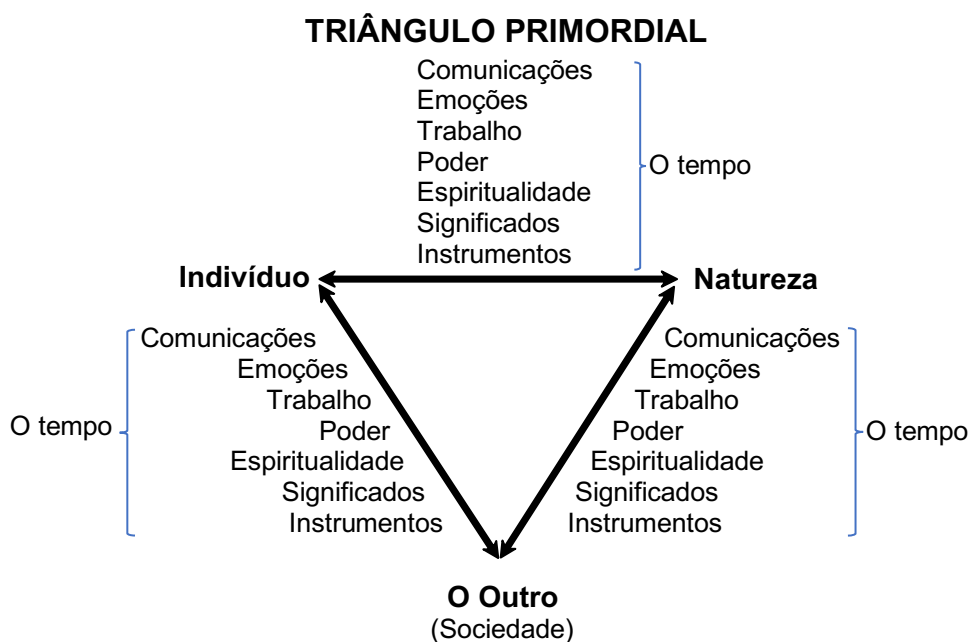 TRIÂNGULO PRIMORDIAL
Comunicações
Emoções
Trabalho
Poder
Espiritualidade
Significados
Instrumentos
O tempo
Indivíduo
Natureza
Comunicações
Emoções
Trabalho
Poder
Espiritualidade
Significados
Instrumentos
O tempo
Comunicações
Emoções
Trabalho
Poder
Espiritualidade
Significados
Instrumentos
O tempo
O Outro
(Sociedade)